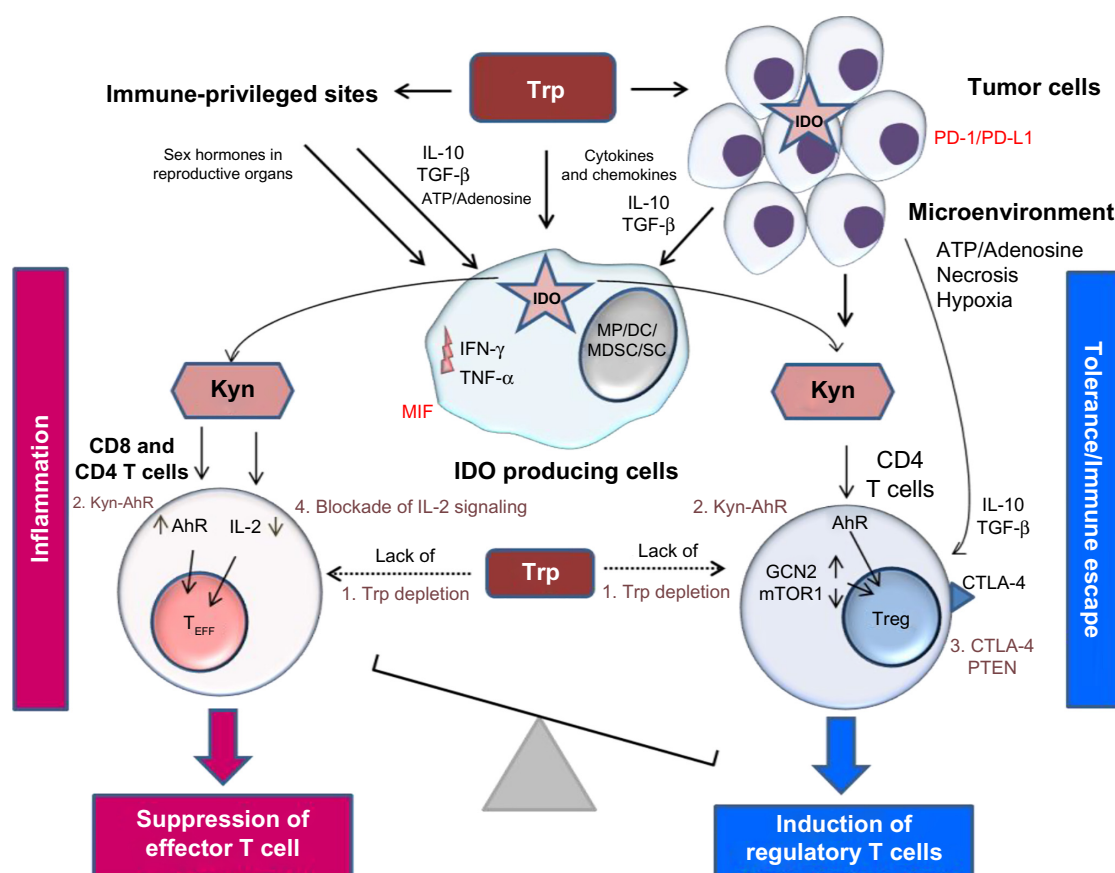 Trp
Immune-privileged sites
Tumor cells
IDO
PD-1/PD-L1
Sex hormones in
reproductive organs
IL-10
TGF-β
ATP/Adenosine
Cytokines
and chemokines
IL-10
TGF-β
Microenvironment
ATP/Adenosine
Necrosis
Hypoxia
IDO
MP/DC/
MDSC/SC
IFN-γ
TNF-α
MIF
IDO producing cells
Kyn
Kyn
Inflammation
Tolerance/Immune escape
CD8 and
CD4 T cells
2. Kyn-AhR
AhR
IL-2
4. Blockade of IL-2 signaling
TEFF
Lack of
1. Trp depletion
Trp
Lack of
1. Trp depletion
2. Kyn-AhR
CD4
T cells
AhR
GCN2
mTOR1
Treg
IL-10
TGF-β
CTLA-4
3. CTLA-4
PTEN
Suppression of
effector T cell
Induction of
regulatory T cells